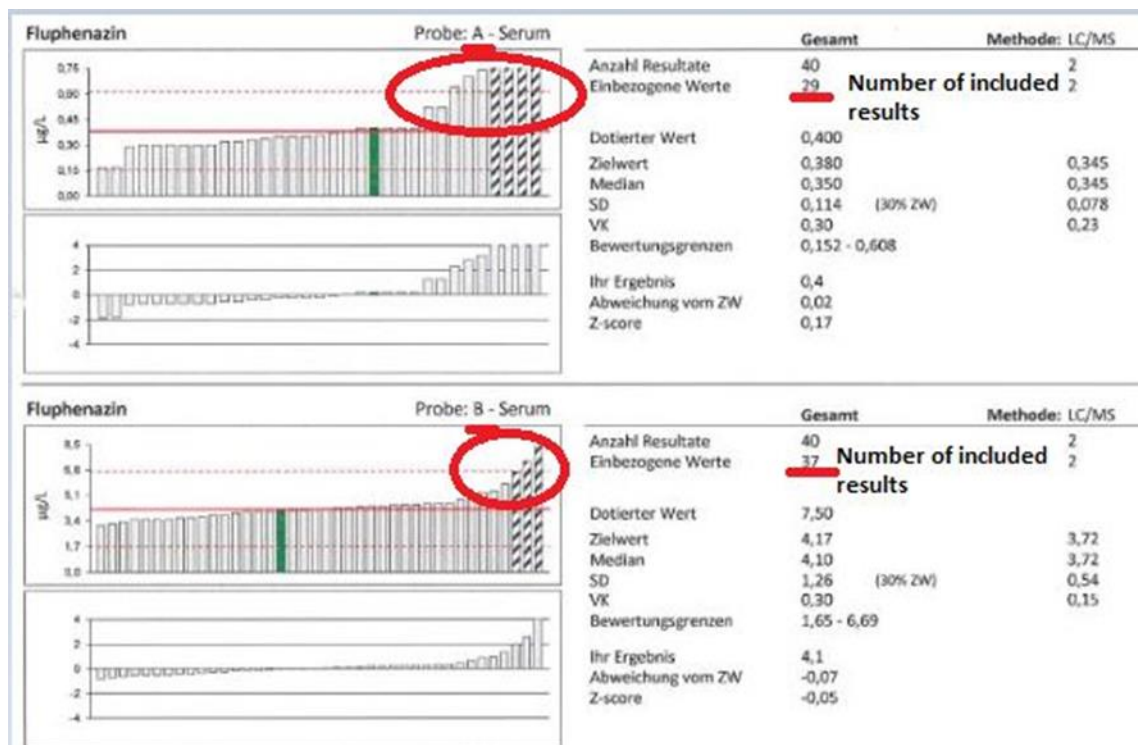 Fluphenazin Probe: A - Serum
µg/L
0,75
0,60
0,45
0,30
0,15
0,00
4
2
0
-2
-4
Gesamt Methode: LC/MS
Anzahl Resultate 40 2
Einbezogene Werte 29 Number of included results 2
Dotierter Wert 0,400
Zielwert 0,380 0,345
Median 0,350 0,345
SD 0,114 (30% ZW) 0,078
VK 0,30 0,23
Bewertungsgrenzen 0,152 - 0,608
Ihr Ergebnis 0,4
Abweichung vom ZW 0,02
Z-score 0,17
Fluphenazin Probe: B - Serum
µg/L
8,5
6,8
5,1
3,4
1,7
0,0
4
2
0
-2
-4
Gesamt Methode: LC/MS
Anzahl Resultate 40 2
Einbezogene Werte 37 Number of included results 2
Dotierter Wert 7,50
Zielwert 4,17 3,72
Median 4,10 3,72
SD 1,26 (30% ZW) 0,54
VK 0,30 0,15
Bewertungsgrenzen 1,65 - 6,69
Ihr Ergebnis 4,1
Abweichung vom ZW -0,07
Z-score -0,05